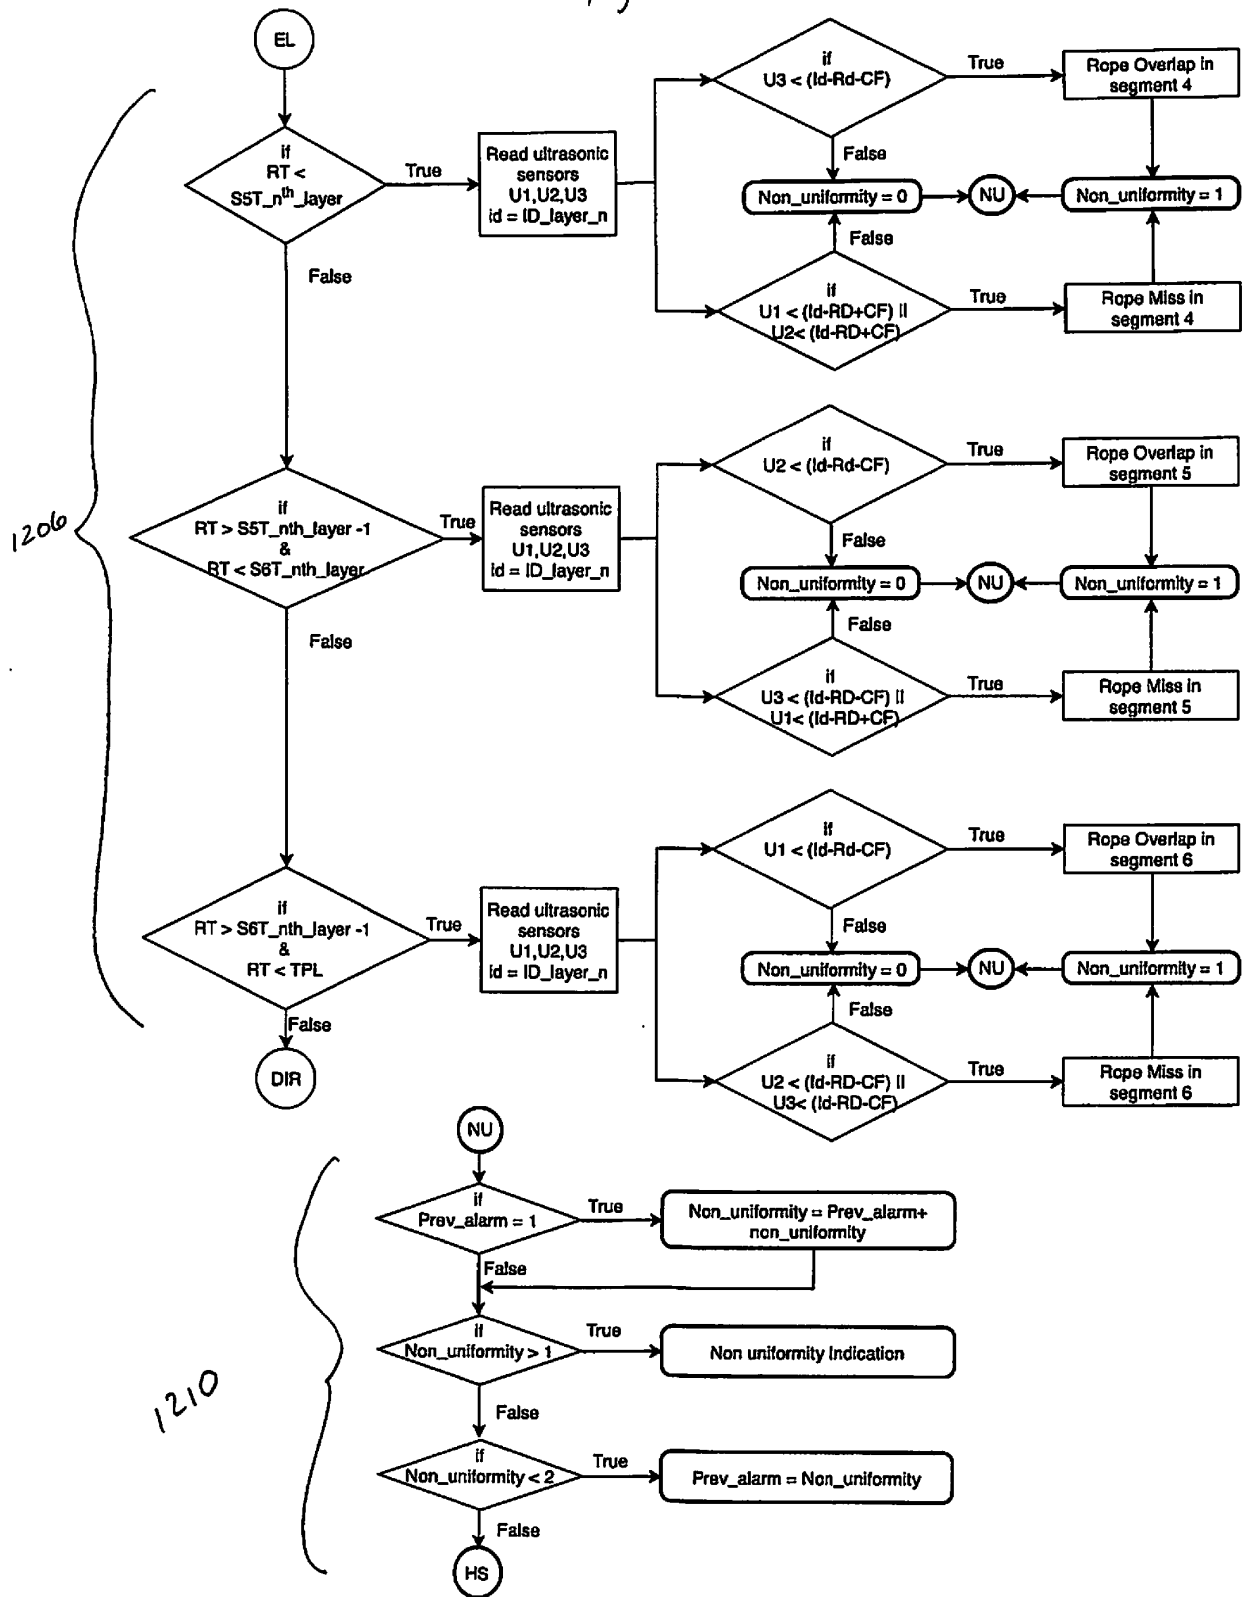 EL
if
RT <
S5T_nth_layer
True
False
Read ultrasonic
sensors
U1,U2,U3
id = ID_layer_n
if
U3 < (Id-Rd-CF)
True
Rope Overlap in
segment 4
False
Non_uniformity = 0
NU
Non_uniformity = 1
False
if
U1 < (Id-RD+CF) ||
U2< (Id-RD+CF)
True
Rope Miss in
segment 4
1206
if
RT > S5T_nth_layer -1
&
RT < S6T_nth_layer
True
False
Read ultrasonic
sensors
U1,U2,U3
id = ID_layer_n
if
U2 < (Id-Rd-CF)
True
Rope Overlap in
segment 5
False
Non_uniformity = 0
NU
Non_uniformity = 1
False
if
U3 < (Id-RD-CF) ||
U1< (Id-RD+CF)
True
Rope Miss in
segment 5
if
RT > S6T_nth_layer -1
&
RT < TPL
True
False
DIR
Read ultrasonic
sensors
U1,U2,U3
id = ID_layer_n
if
U1 < (Id-Rd-CF)
True
Rope Overlap in
segment 6
False
Non_uniformity = 0
NU
Non_uniformity = 1
False
if
U2 < (Id-RD-CF) ||
U3< (Id-RD-CF)
True
Rope Miss in
segment 6
NU
if
Prev_alarm = 1
True
Non_uniformity = Prev_alarm+
non_uniformity
False
if
Non_uniformity > 1
True
Non uniformity Indication
1210
False
if
Non_uniformity < 2
True
Prev_alarm = Non_uniformity
False
HS